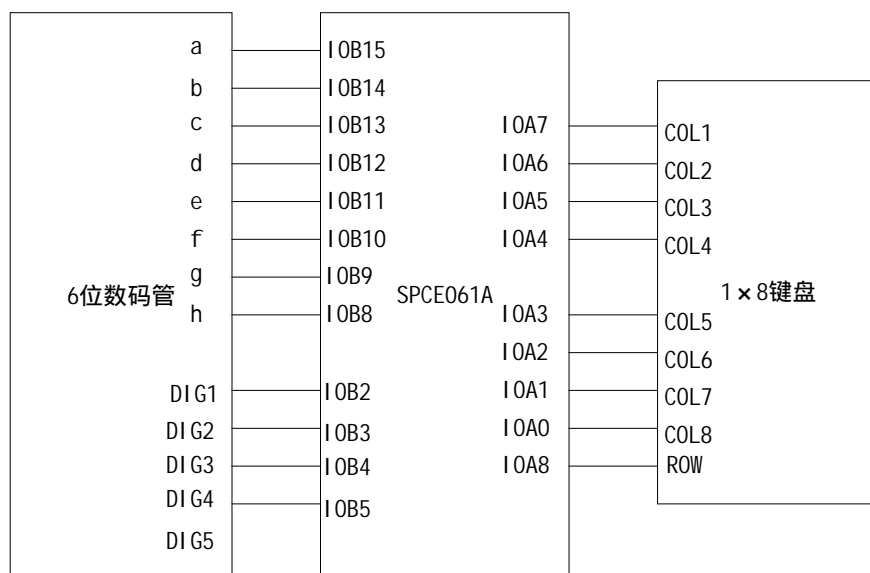 a IOB15
b IOB14
c IOB13 IOA7 COL1
d IOB12 IOA6 COL2
e IOB11 IOA5 COL3
f IOB10 IOA4 COL4
g IOB9
6位数码管 SPCE061A 1×8键盘
h IOB8 IOA3 COL5
IOA2 COL6
DIG1 IOB2 IOA1 COL7
DIG2 IOB3 IOA0 COL8
DIG3 IOB4 IOA8 ROW
DIG4 IOB5
DIG5